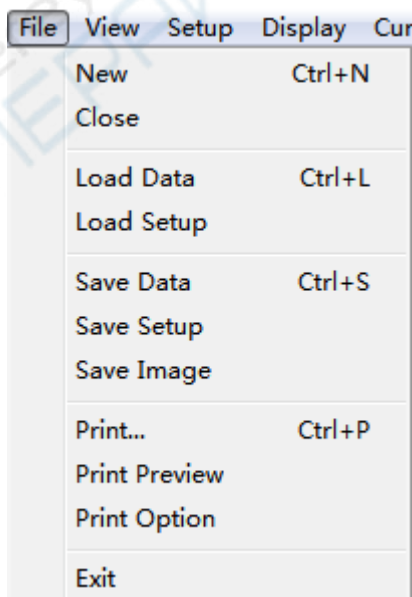 File View Setup Display Cur
New Ctrl+N
Close
Load Data Ctrl+L
Load Setup
Save Data Ctrl+S
Save Setup
Save Image
Print... Ctrl+P
Print Preview
Print Option
Exit